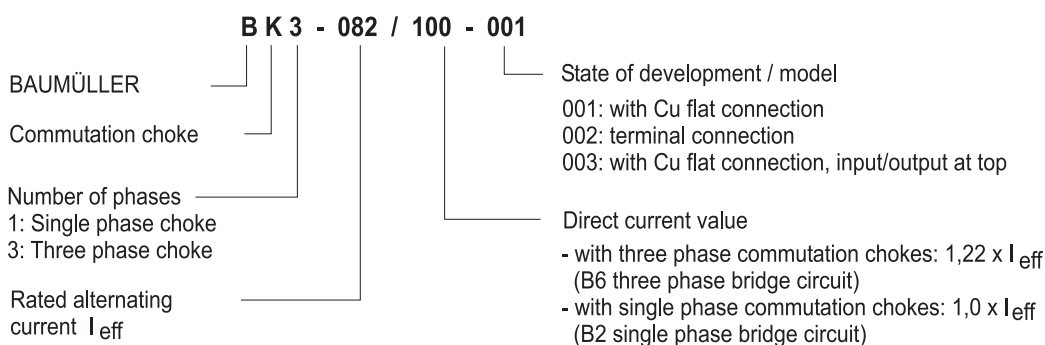 B K 3 - 082 / 100 - 001
BAUMÜLLER
Commutation choke
Number of phases
1: Single phase choke
3: Three phase choke
Rated alternating
current I eff
State of development / model
001: with Cu flat connection
002: terminal connection
003: with Cu flat connection, input/output at top
Direct current value
- with three phase commutation chokes: 1,22 x I eff
(B6 three phase bridge circuit)
- with single phase commutation chokes: 1,0 x I eff
(B2 single phase bridge circuit)